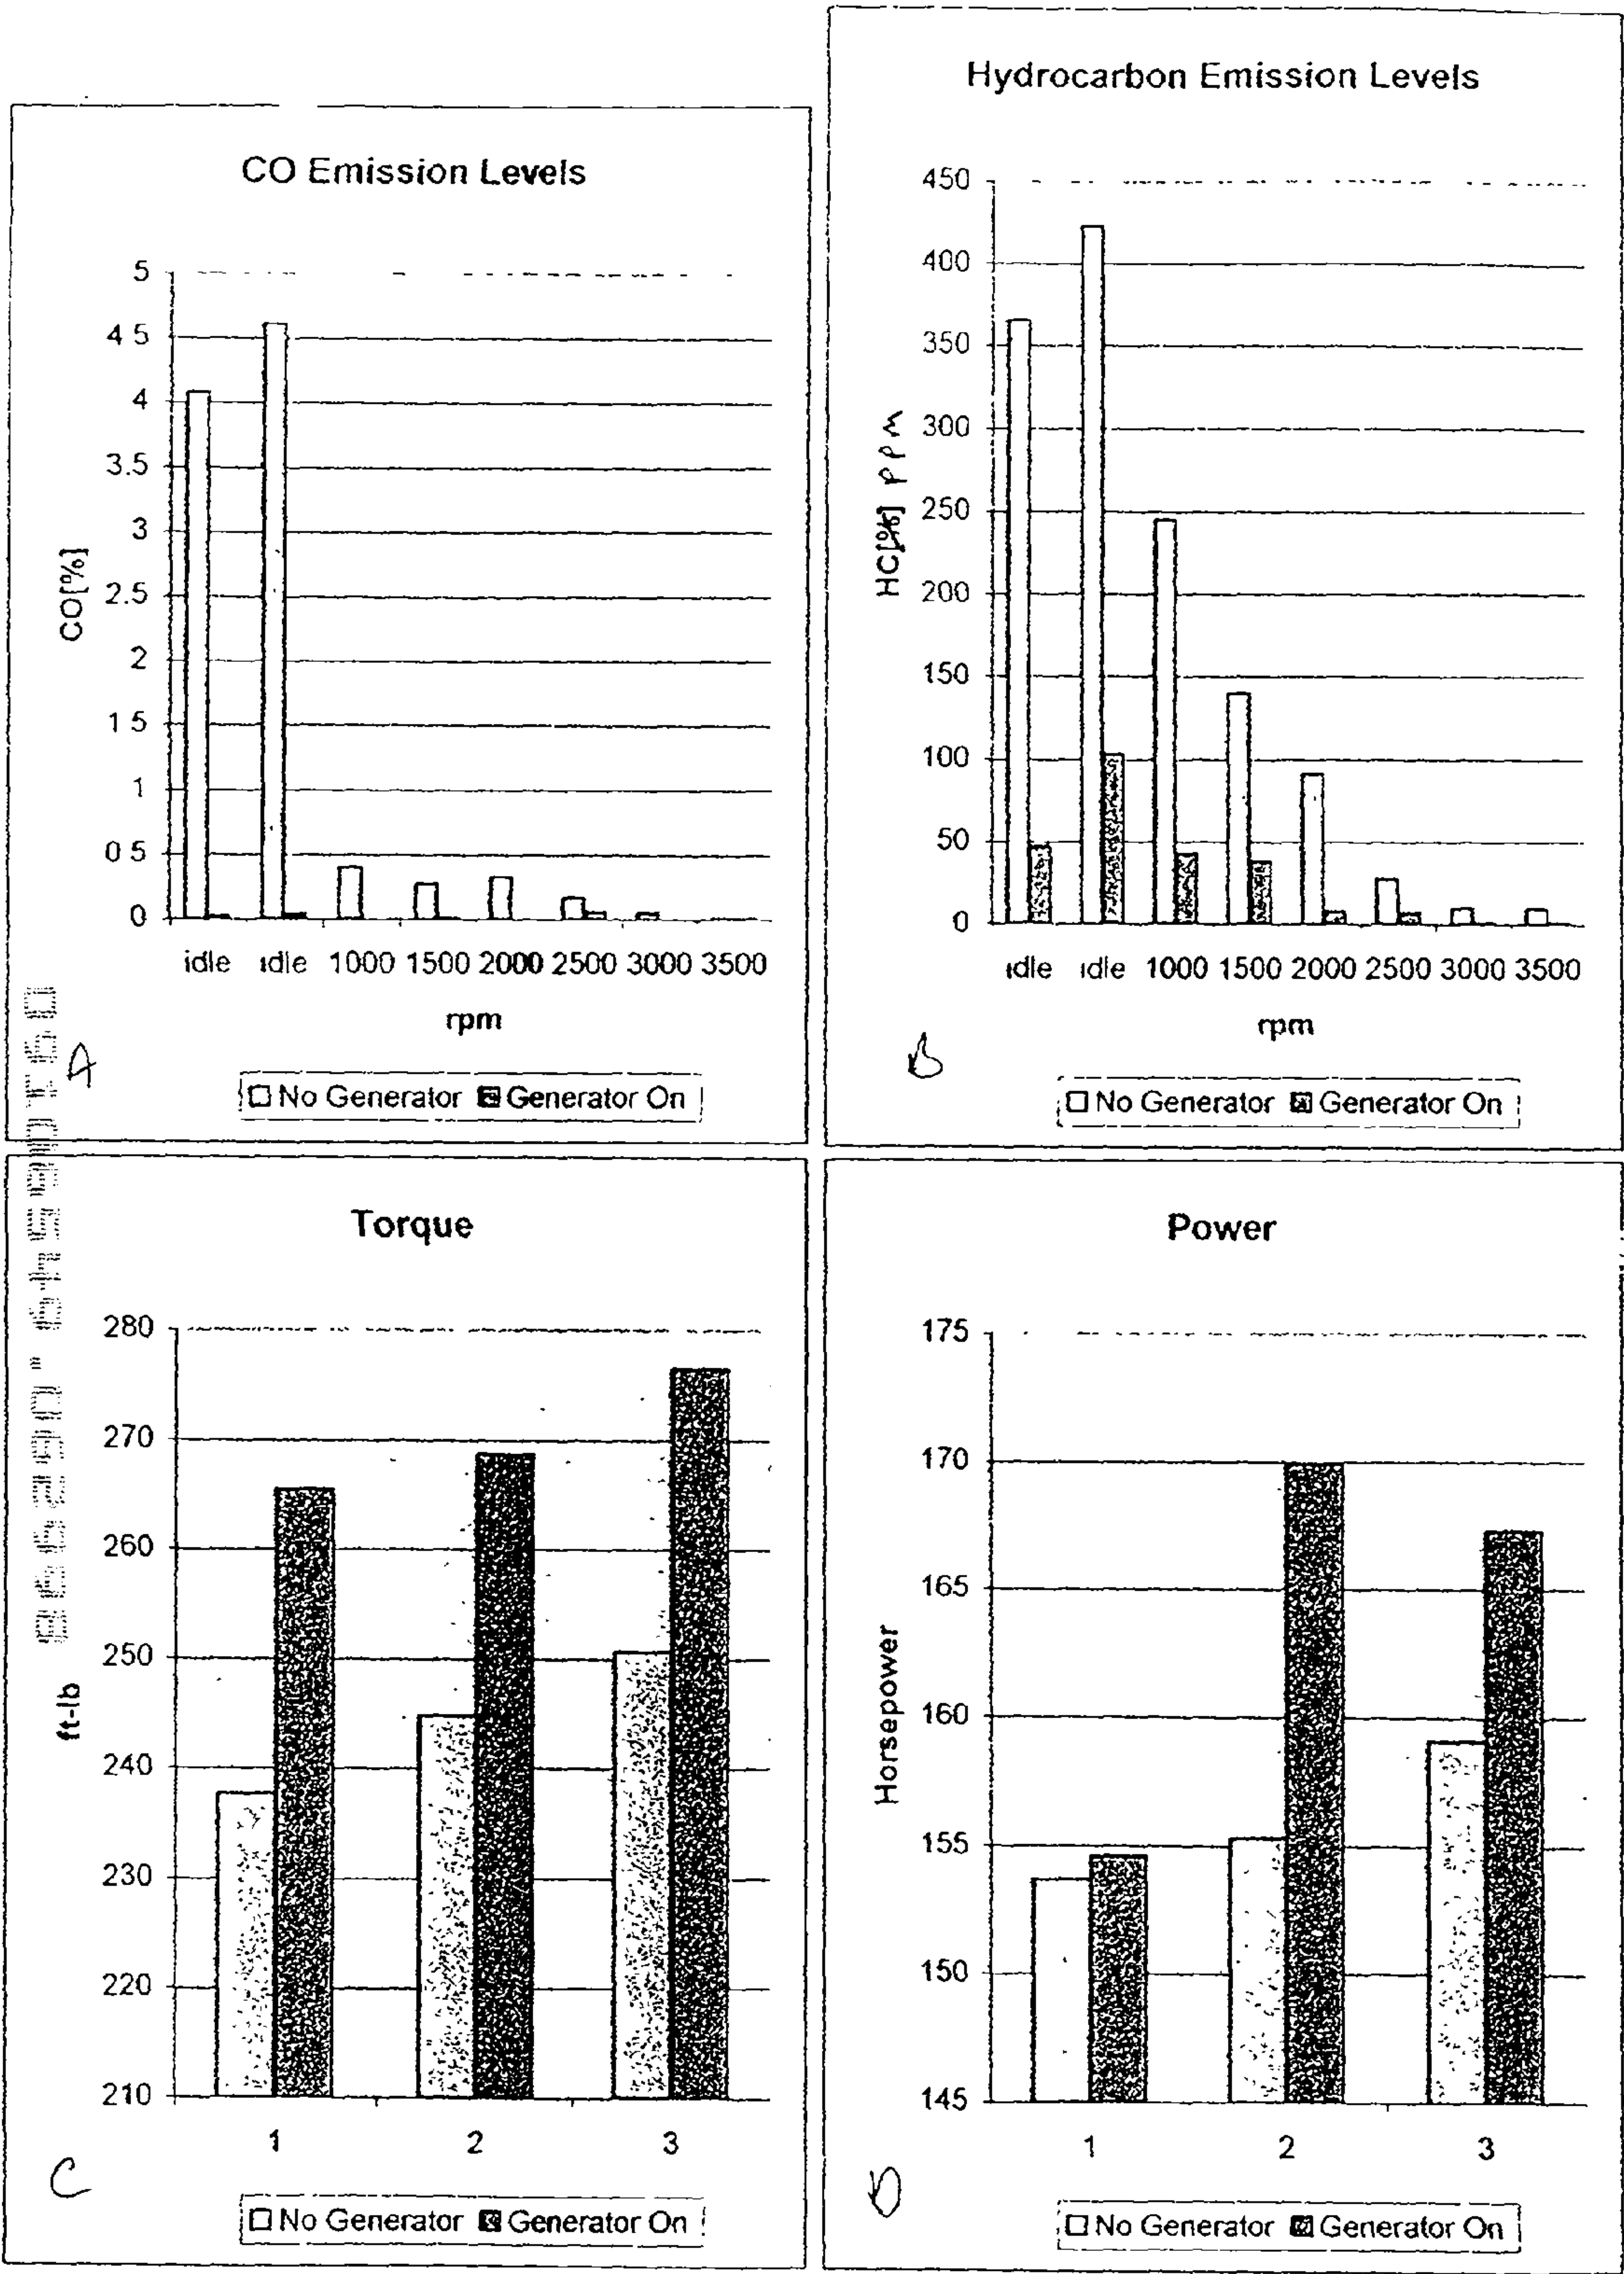 CO Emission Levels
5
4 5
4
3.5
3
2.5
2
1 5
1
0 5
0
CO[%]
idle idle 1000 1500 2000 2500 3000 3500
rpm
A
No Generator Generator On
Hydrocarbon Emission Levels
450
400
350
300
250
200
150
100
50
0
HC[%] PPM
idle idle 1000 1500 2000 2500 3000 3500
rpm
B
No Generator Generator On
Torque
280
270
260
250
240
230
220
210
ft-lb
1 2 3
C
No Generator Generator On
Power
175
170
165
160
155
150
145
Horsepower
1 2 3
D
No Generator Generator On